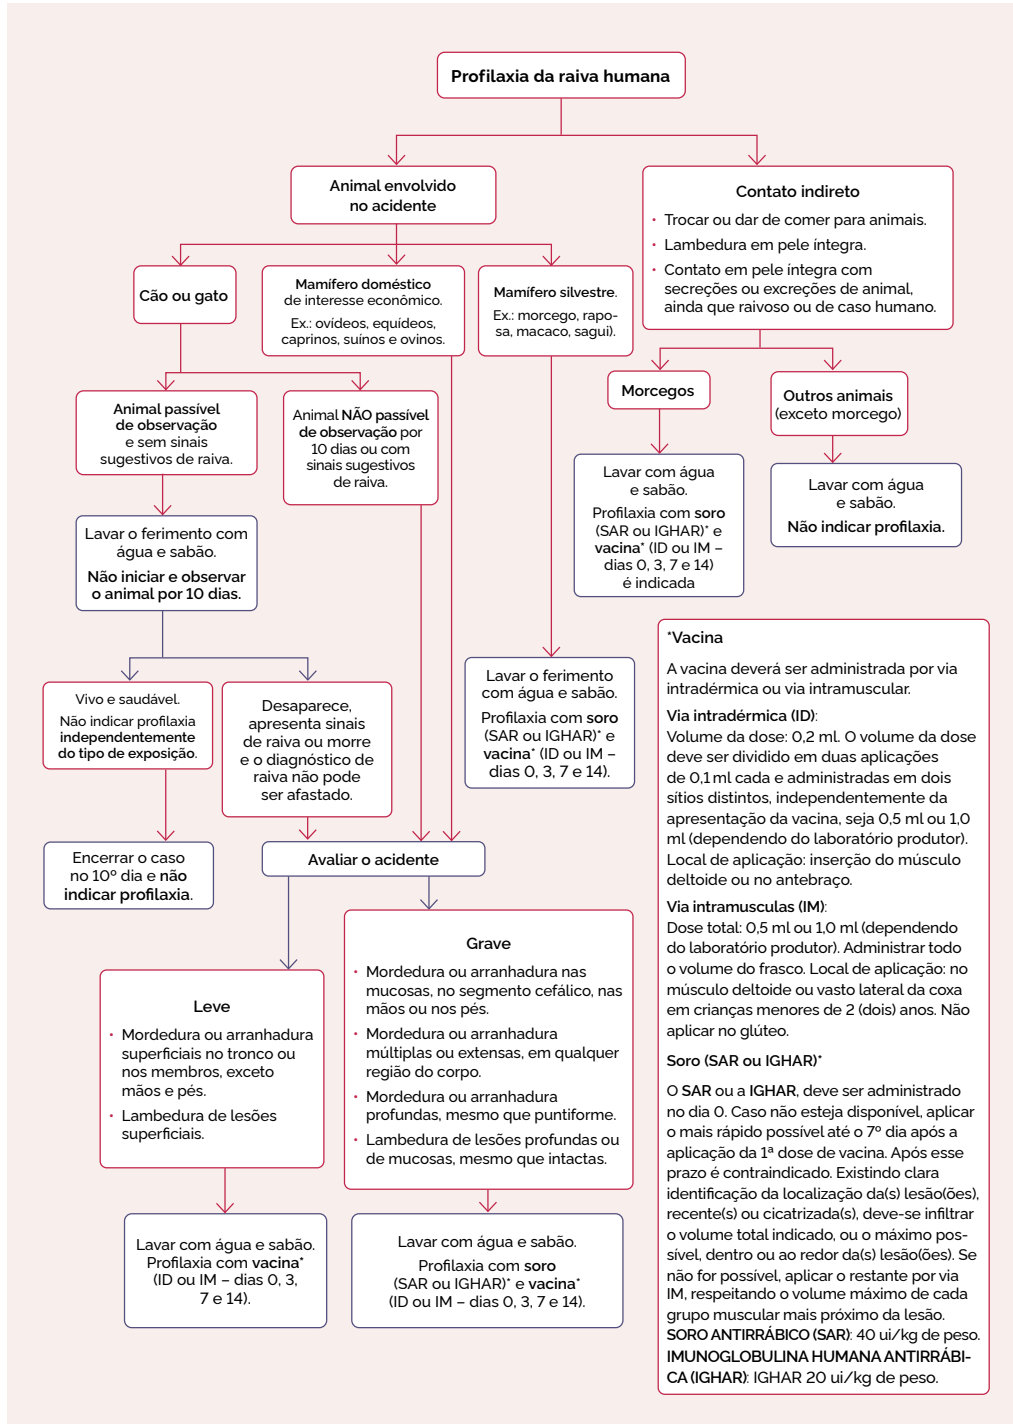 Profilaxia da raiva humana
Animal envolvido
no acidente
Contato indireto
• Trocar ou dar de comer para animais.
• Lambedura em pele íntegra.
• Contato em pele íntegra com
secreções ou excreções de animal,
ainda que raivoso ou de caso humano.
Cão ou gato
Mamífero doméstico
de interesse econômico.
Ex.: ovídeos, equídeos,
caprinos, suínos e ovinos.
Mamífero silvestre.
Ex.: morcego, rapo-
sa, macaco, sagui).
Morcegos
Outros animais
(exceto morcego)
Animal passível
de observação
e sem sinais
sugestivos de raiva.
Animal NÃO passível
de observação por
10 dias ou com
sinais sugestivos
de raiva.
Lavar com água
e sabão.
Profilaxia com soro
(SAR ou IGHAR)* e
vacina* (ID ou IM –
dias 0, 3, 7 e 14)
é indicada
Lavar com água
e sabão.
Não indicar profilaxia.
Lavar o ferimento com
água e sabão.
Não iniciar e observar
o animal por 10 dias.
Vivo e saudável.
Não indicar profilaxia
independentemente
do tipo de exposição.
Desaparece,
apresenta sinais
de raiva ou morre
e o diagnóstico de
raiva não pode
ser afastado.
Lavar o ferimento
com água e sabão.
Profilaxia com soro
(SAR ou IGHAR)* e
vacina* (ID ou IM –
dias 0, 3, 7 e 14).
Encerrar o caso
no 10º dia e não
indicar profilaxia.
Avaliar o acidente
Leve
• Mordedura ou arranhadura
superficiais no tronco ou
nos membros, exceto
mãos e pés.
• Lambedura de lesões
superficiais.
Grave
• Mordedura ou arranhadura nas
mucosas, no segmento cefálico, nas
mãos ou nos pés.
• Mordedura ou arranhadura
múltiplas ou extensas, em qualquer
região do corpo.
• Mordedura ou arranhadura
profundas, mesmo que puntiforme.
• Lambedura de lesões profundas ou
de mucosas, mesmo que intactas.
Lavar com água e sabão.
Profilaxia com vacina*
(ID ou IM – dias 0, 3,
7 e 14).
Lavar com água e sabão.
Profilaxia com soro
(SAR ou IGHAR)* e vacina*
(ID ou IM – dias 0, 3, 7 e 14).
*Vacina
A vacina deverá ser administrada por via
intradérmica ou via intramuscular.
Via intradérmica (ID):
Volume da dose: 0,2 ml. O volume da dose
deve ser dividido em duas aplicações
de 0,1 ml cada e administradas em dois
sítios distintos, independentemente da
apresentação da vacina, seja 0,5 ml ou 1,0
ml (dependendo do laboratório produtor).
Local de aplicação: inserção do músculo
deltoide ou no antebraço.
Via intramusculas (IM):
Dose total: 0,5 ml ou 1,0 ml (dependendo
do laboratório produtor). Administrar todo
o volume do frasco. Local de aplicação: no
músculo deltoide ou vasto lateral da coxa
em crianças menores de 2 (dois) anos. Não
aplicar no glúteo.
Soro (SAR ou IGHAR)*
O SAR ou a IGHAR, deve ser administrado
no dia 0. Caso não esteja disponível, aplicar
o mais rápido possível até o 7º dia após a
aplicação da 1ª dose de vacina. Após esse
prazo é contraindicado. Existindo clara
identificação da localização da(s) lesão(ões),
recente(s) ou cicatrizada(s), deve-se infiltrar
o volume total indicado, ou o máximo pos-
sível, dentro ou ao redor da(s) lesão(ões). Se
não for possível, aplicar o restante por via
IM, respeitando o volume máximo de cada
grupo muscular mais próximo da lesão.
SORO ANTIRRÁBICO (SAR): 40 ui/kg de peso.
IMUNOGLOBULINA HUMANA ANTIRRÁBI-
CA (IGHAR): IGHAR 20 ui/kg de peso.